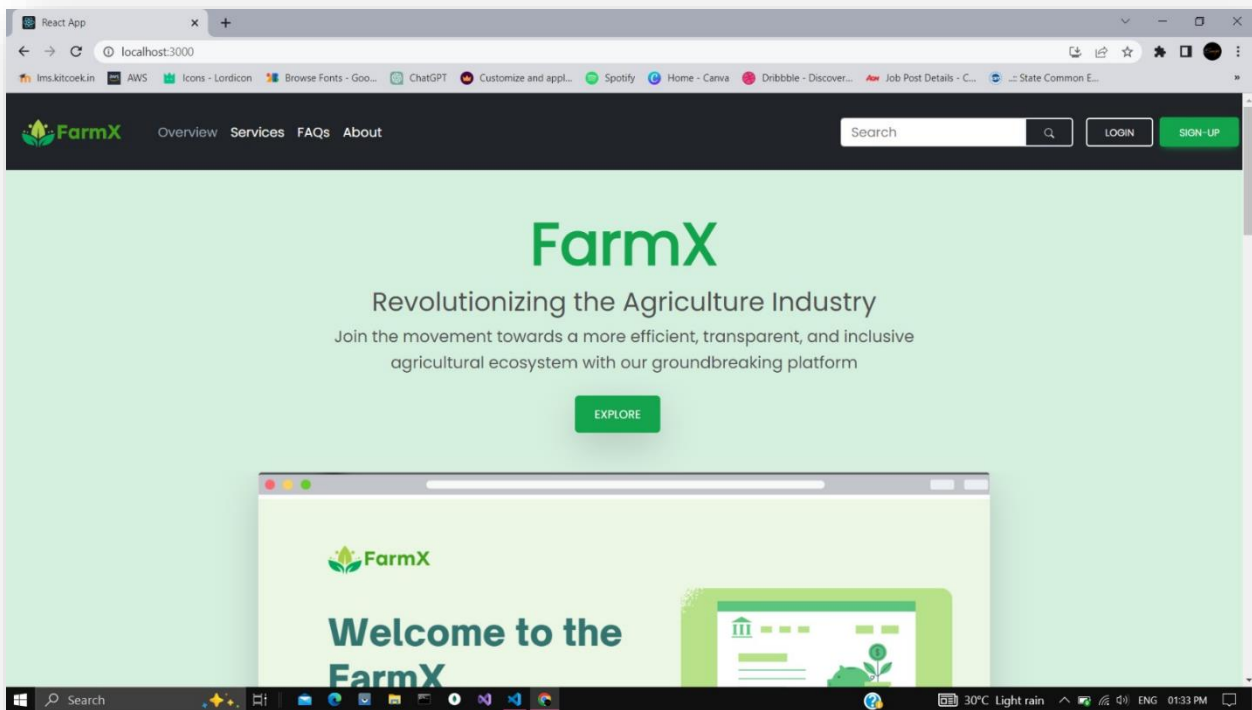 React App
localhost:3000
lms.kitcoek.in AWS Icons - Lordicon Browse Fonts - Goo... ChatGPT Customize and appl... Spotify Home - Canva Dribbble - Discover... Job Post Details - C... ..:: State Common E... »
FarmX Overview Services FAQs About Search LOGIN SIGN-UP
FarmX
Revolutionizing the Agriculture Industry
Join the movement towards a more efficient, transparent, and inclusive
agricultural ecosystem with our groundbreaking platform
EXPLORE
FarmX
Welcome to the
FarmX
Search 30°C Light rain ENG 01:33 PM